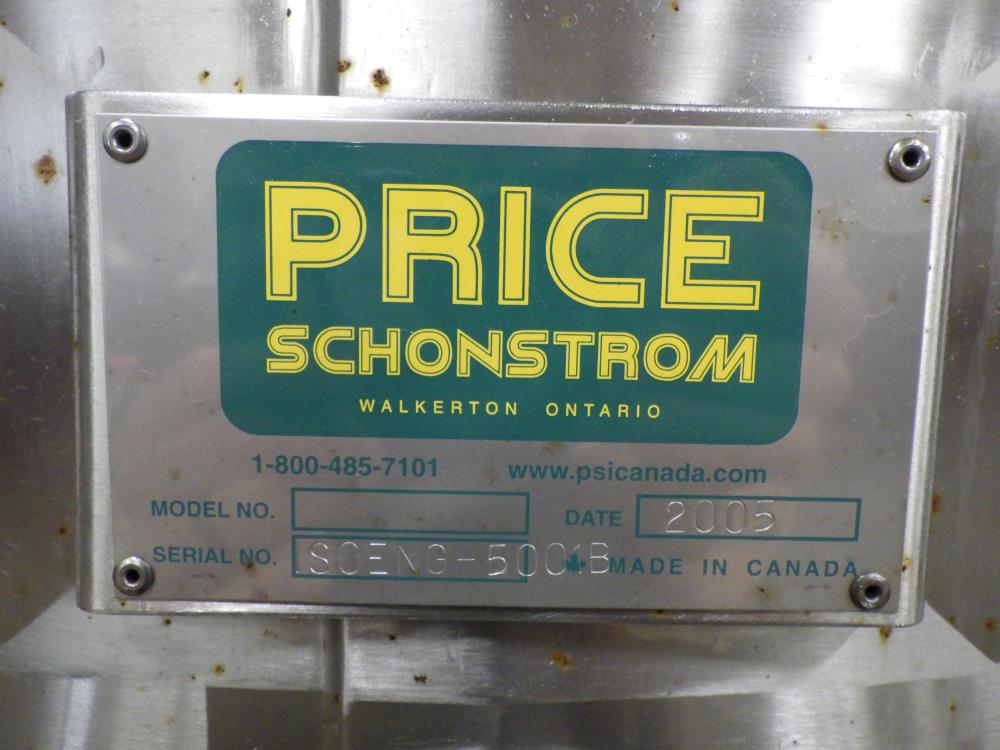 PRICE
SCHONSTROM
WALKERTON ONTARIO
1-800-485-7101 www.psicanada.com
MODEL NO. DATE 2005
SERIAL NO. SOENG-5001B MADE IN CANADA